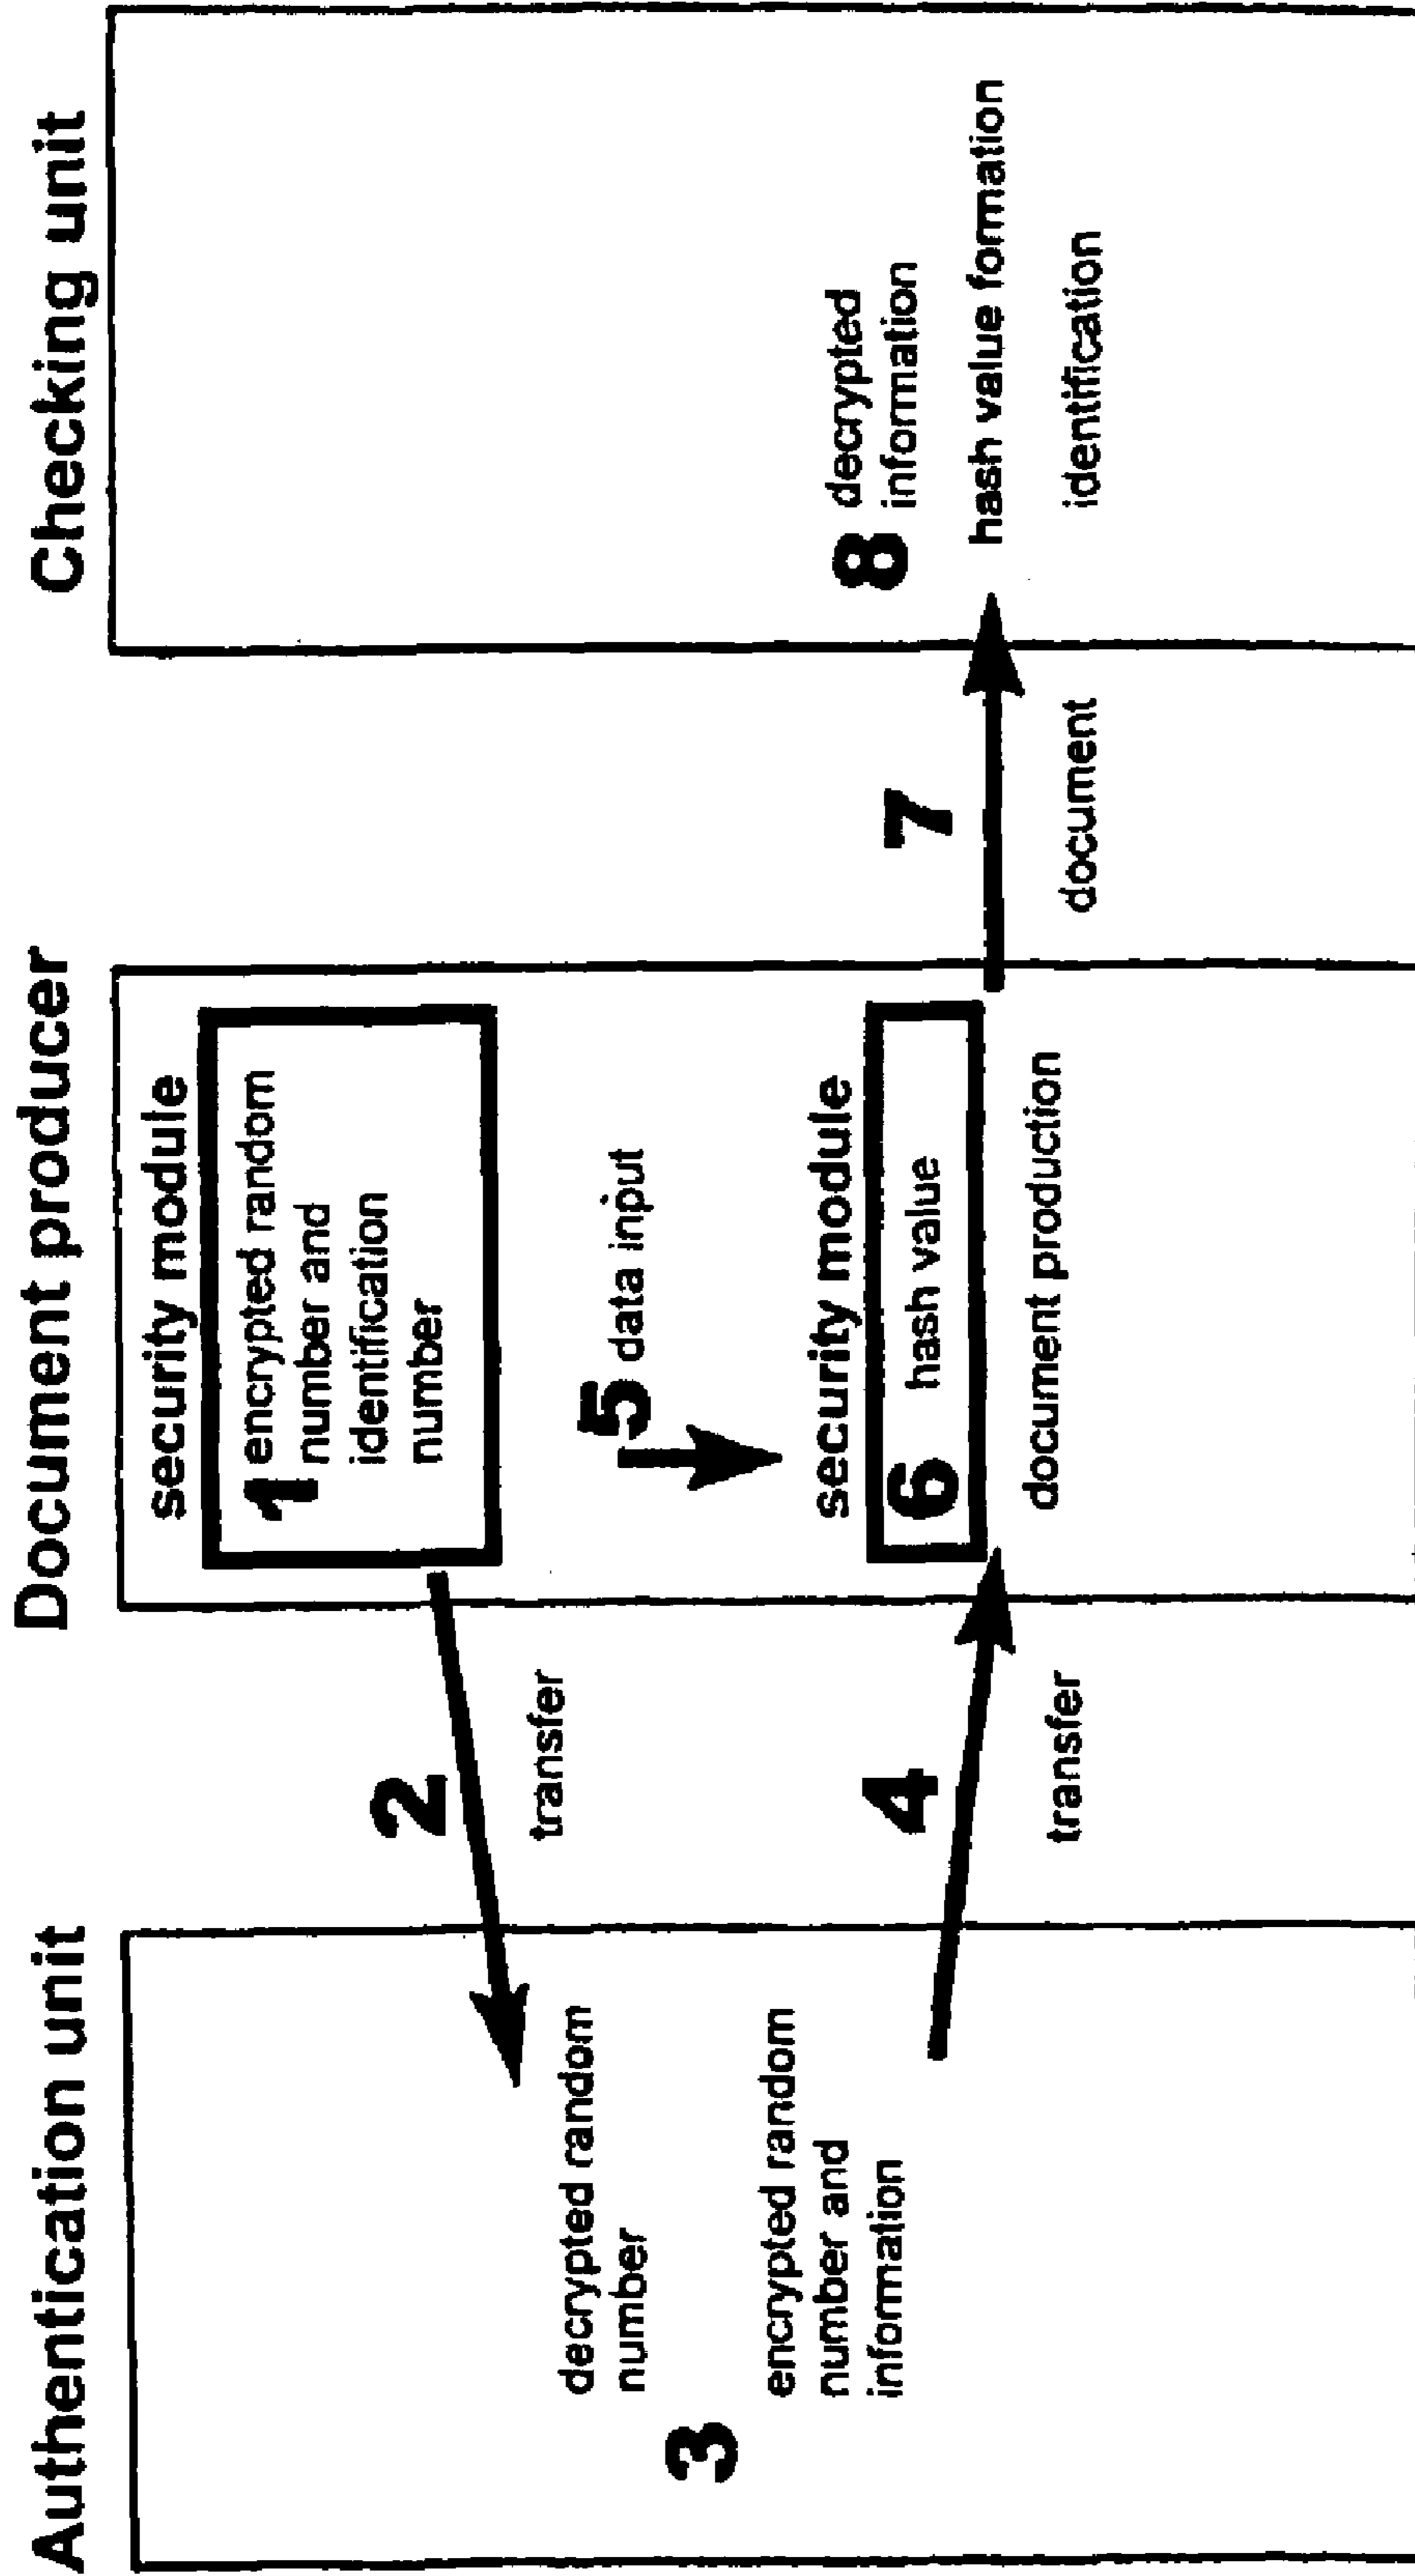 Authentication unit
Document producer
Checking unit
security module
1 encrypted random
number and
identification
number
2
transfer
decrypted random
number
3
encrypted random
number and
information
4
transfer
5 data input
security module
6 hash value
document production
7
document
8 decrypted
information
hash value formation
identification